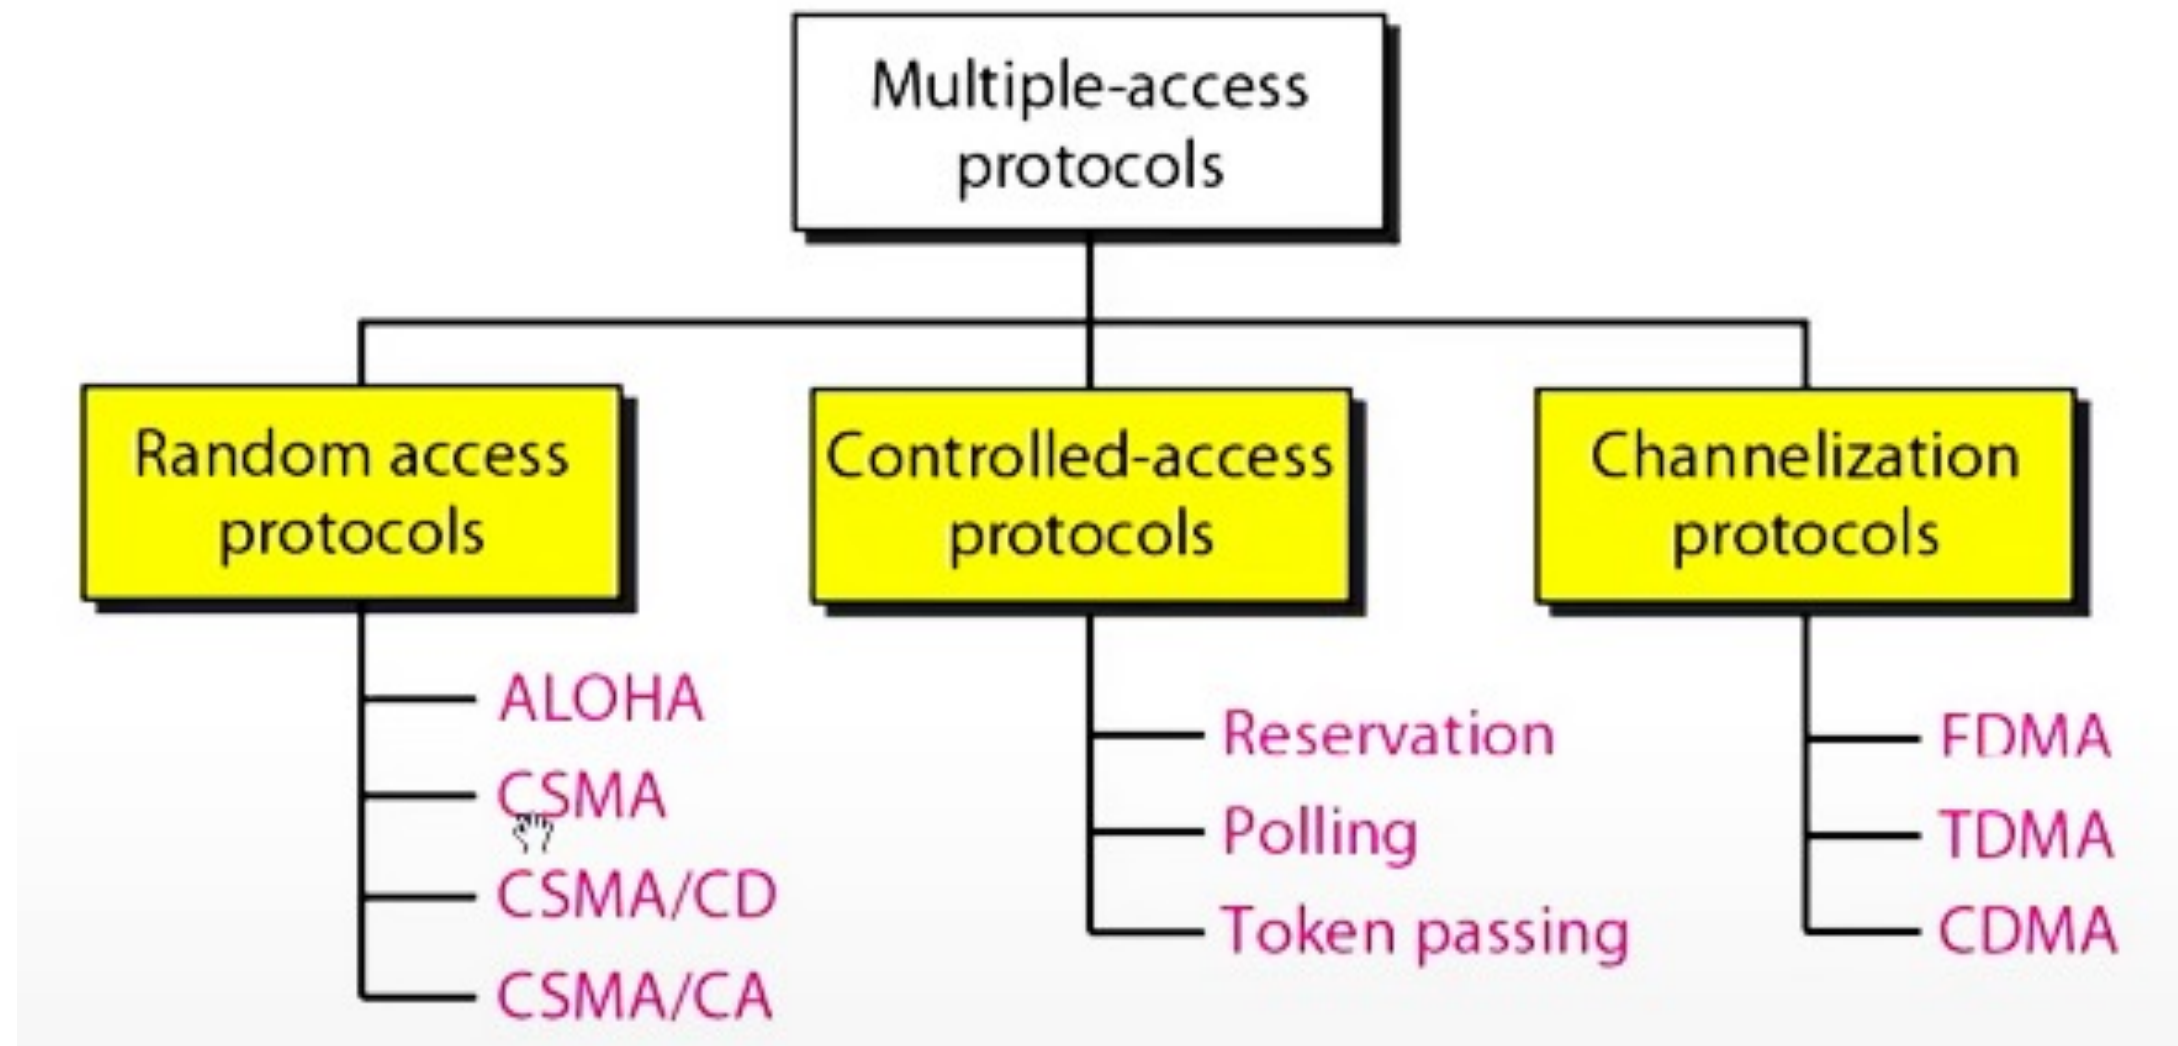 Multiple-access
protocols
Random access
protocols
Controlled-access
protocols
Channelization
protocols
ALOHA
CSMA
CSMA/CD
CSMA/CA
Reservation
Polling
Token passing
FDMA
TDMA
CDMA